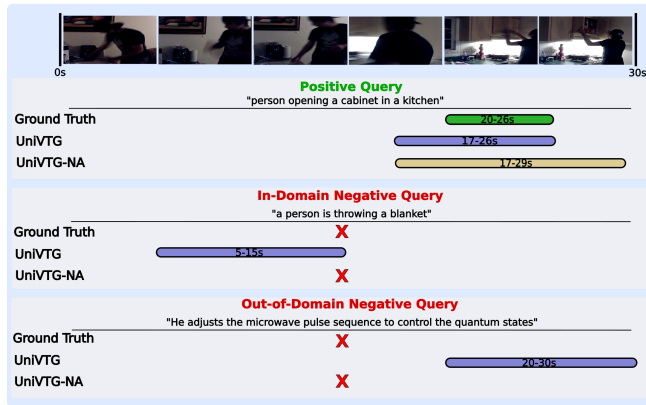 0s 30s
Positive Query
"person opening a cabinet in a kitchen"
Ground Truth 20-26s
UniVTG 17-26s
UniVTG-NA 17-29s
In-Domain Negative Query
"a person is throwing a blanket"
Ground Truth X
UniVTG 5-15s
UniVTG-NA X
Out-of-Domain Negative Query
"He adjusts the microwave pulse sequence to control the quantum states"
Ground Truth X
UniVTG 20-30s
UniVTG-NA X